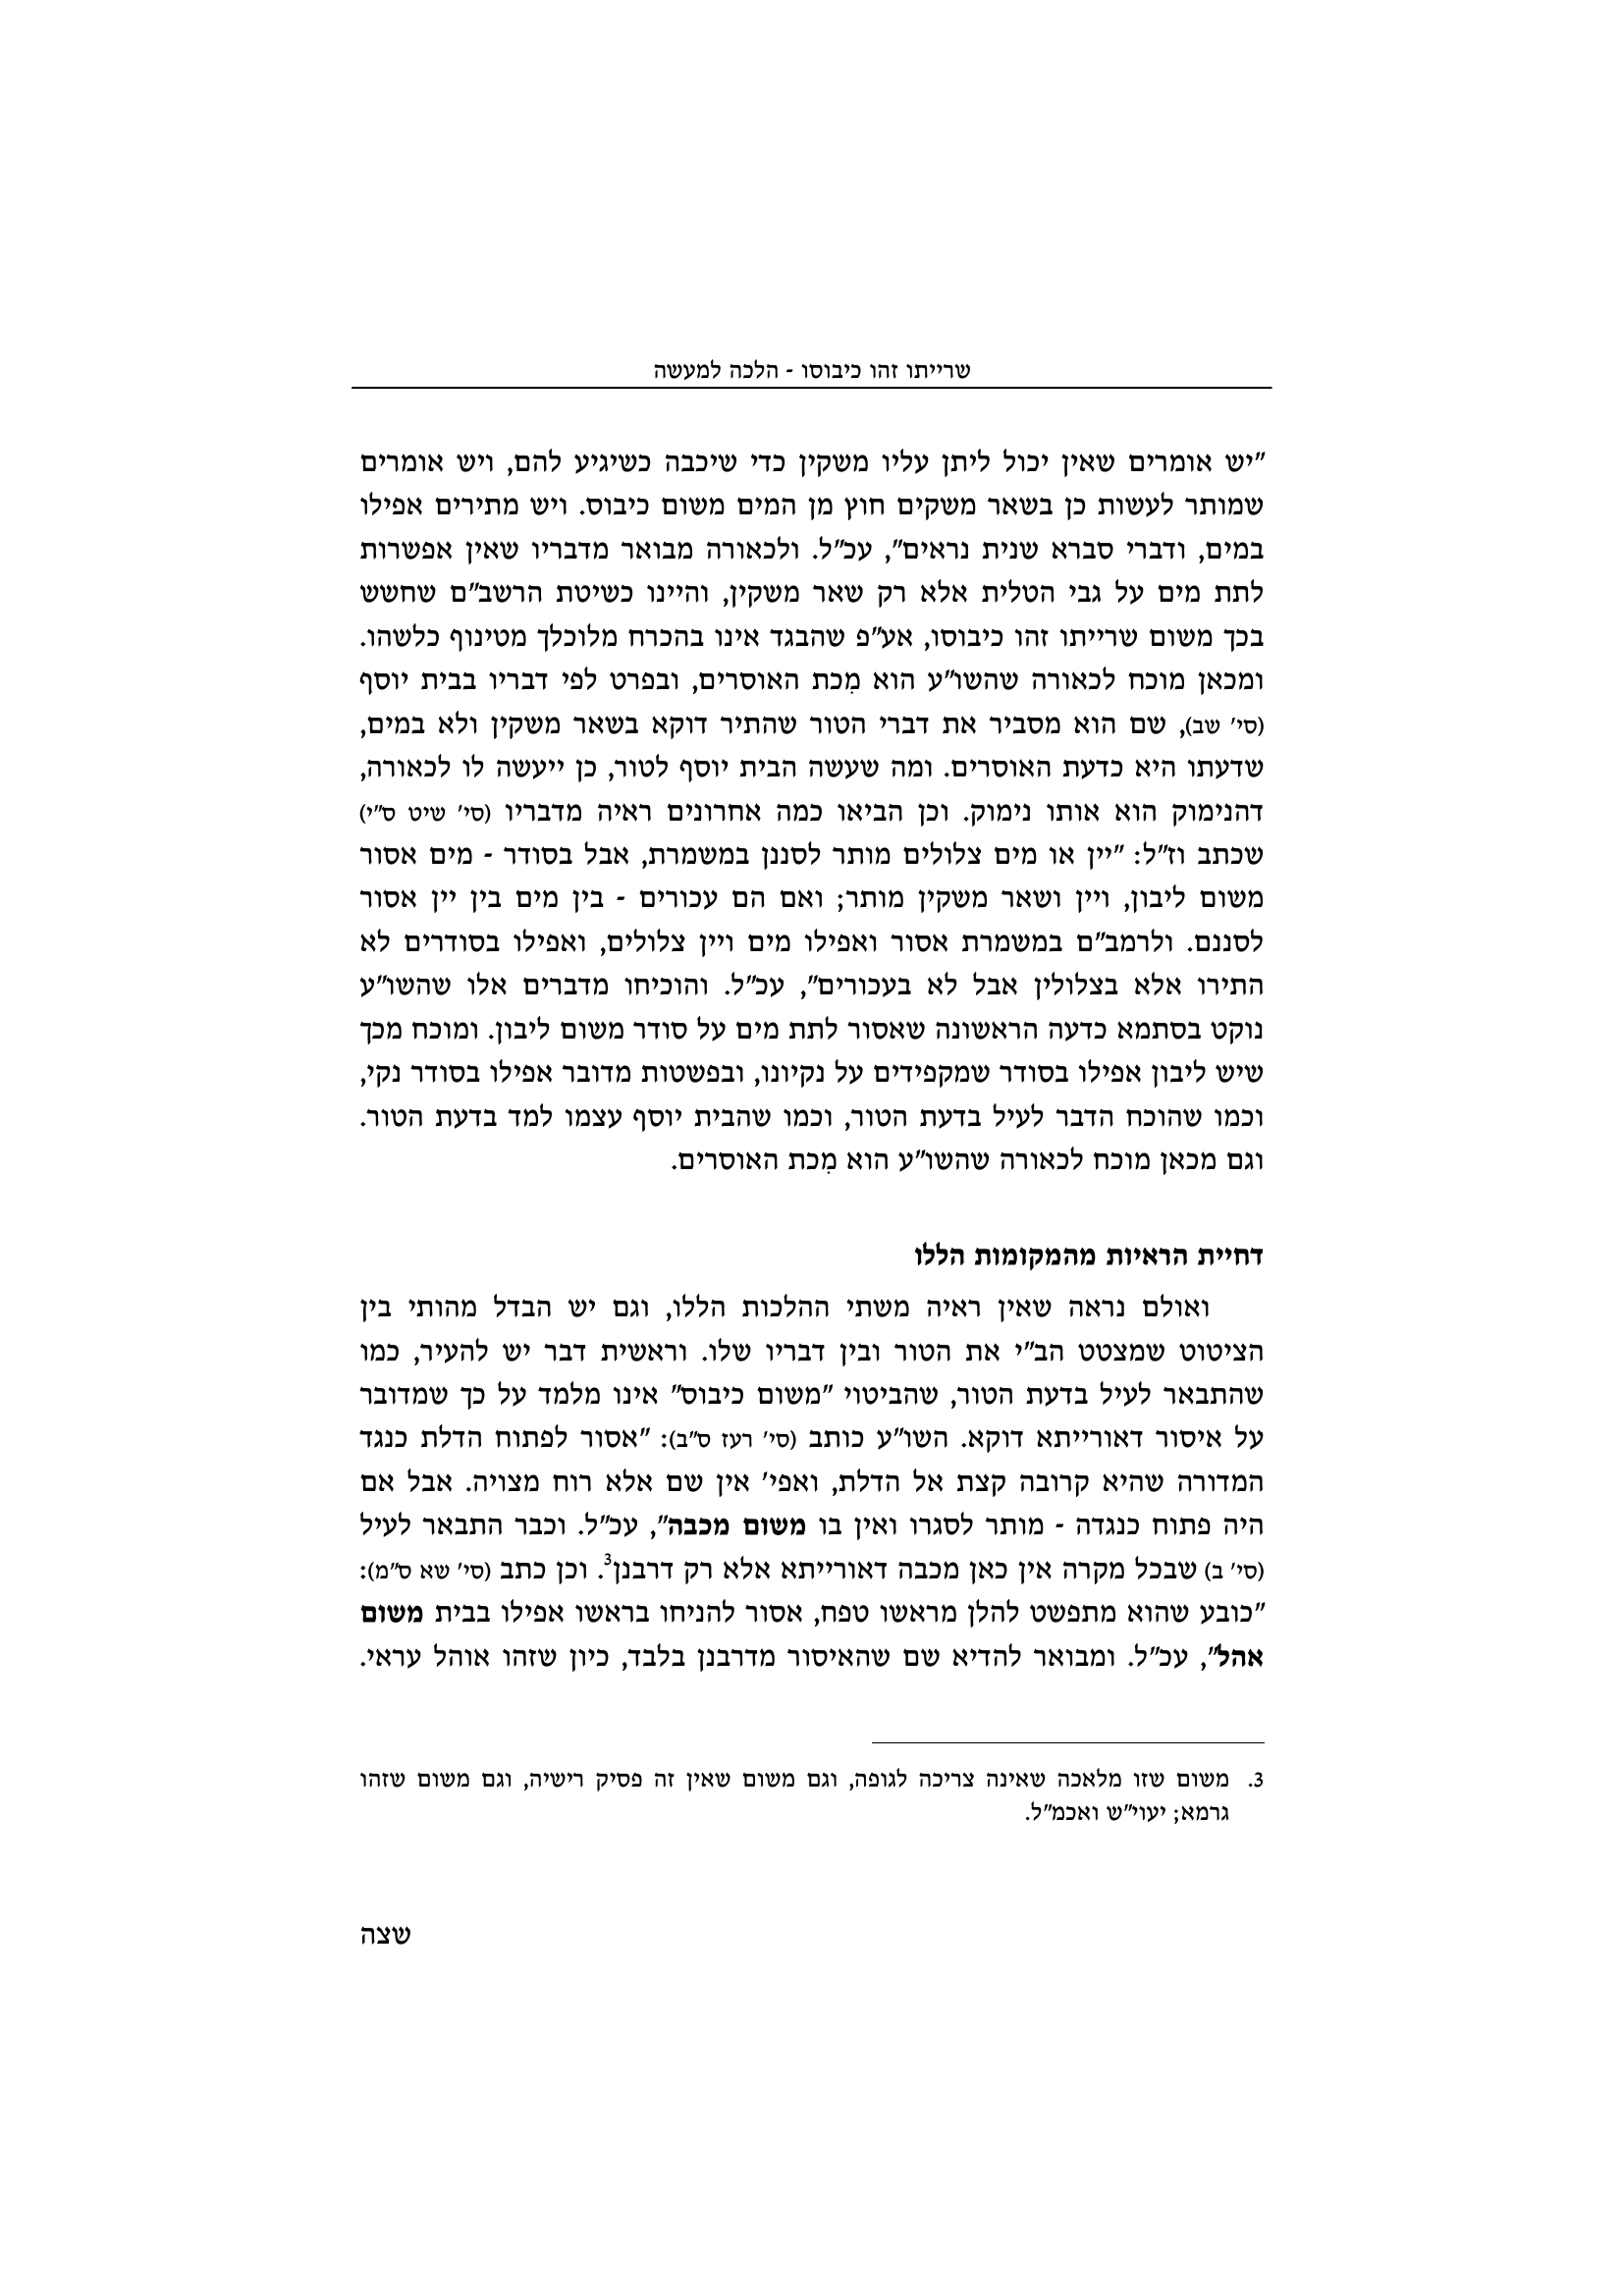 שרייתו זהו כיבוסו - הלכה למעשה
"יש אומרים שאין יכול ליתן עליו משקין כדי שיכבה כשיגיע להם, ויש אומרים
שמותר לעשות כן בשאר משקים חוץ מן המים משום כיבוס. ויש מתירים אפילו
במים, ודברי סברא שנית נראים", עכ"ל. ולכאורה מבואר מדבריו שאין אפשרות
לתת מים על גבי הטלית אלא רק שאר משקין, והיינו כשיטת הרשב"ם שחשש
בכך משום שרייתו זהו כיבוסו, אע"פ שהבגד אינו בהכרח מלוכלך מטינוף כלשהו.
ומכאן מוכח לכאורה שהשו"ע הוא מִכת האוסרים, ובפרט לפי דבריו בבית יוסף
(סי' שב), שם הוא מסביר את דברי הטור שהתיר דוקא בשאר משקין ולא במים,
שדעתו היא כדעת האוסרים. ומה שעשה הבית יוסף לטור, כן ייעשה לו לכאורה,
דהנימוק הוא אותו נימוק. וכן הביאו כמה אחרונים ראיה מדבריו (סי' שיט ס"י)
שכתב וז"ל: "יין או מים צלולים מותר לסננן במשמרת, אבל בסודר - מים אסור
משום ליבון, ויין ושאר משקין מותר; ואם הם עכורים - בין מים בין יין אסור
לסננם. ולרמב"ם במשמרת אסור ואפילו מים ויין צלולים, ואפילו בסודרים לא
התירו אלא בצלולין אבל לא בעכורים", עכ"ל. והוכיחו מדברים אלו שהשו"ע
נוקט בסתמא כדעה הראשונה שאסור לתת מים על סודר משום ליבון. ומוכח מכך
שיש ליבון אפילו בסודר שמקפידים על נקיונו, ובפשטות מדובר אפילו בסודר נקי,
וכמו שהוכח הדבר לעיל בדעת הטור, וכמו שהבית יוסף עצמו למד בדעת הטור.
וגם מכאן מוכח לכאורה שהשו"ע הוא מִכת האוסרים.
דחיית הראיות מהמקומות הללו
ואולם נראה שאין ראיה משתי ההלכות הללו, וגם יש הבדל מהותי בין
הציטוט שמצטט הב"י את הטור ובין דבריו שלו. וראשית דבר יש להעיר, כמו
שהתבאר לעיל בדעת הטור, שהביטוי "משום כיבוס" אינו מלמד על כך שמדובר
על איסור דאורייתא דוקא. השו"ע כותב (סי' רעז ס"ב): "אסור לפתוח הדלת כנגד
המדורה שהיא קרובה קצת אל הדלת, ואפי' אין שם אלא רוח מצויה. אבל אם
היה פתוח כנגדה - מותר לסגרו ואין בו משום מכבה", עכ"ל. וכבר התבאר לעיל
(סי' ב) שבכל מקרה אין כאן מכבה דאורייתא אלא רק דרבנן3. וכן כתב (סי' שא ס"מ):
"כובע שהוא מתפשט להלן מראשו טפח, אסור להניחו בראשו אפילו בבית משום
אהל", עכ"ל. ומבואר להדיא שם שהאיסור מדרבנן בלבד, כיון שזהו אוהל עראי.
3. משום שזו מלאכה שאינה צריכה לגופה, וגם משום שאין זה פסיק רישיה, וגם משום שזהו
גרמא; יעוי"ש ואכמ"ל.
שצה